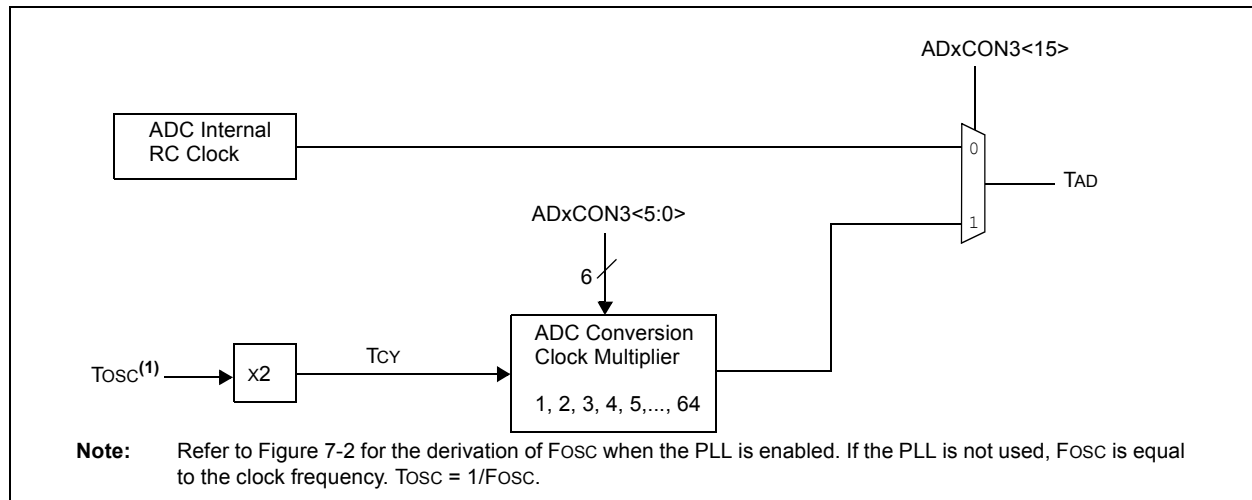 ADxCON3<15>
ADC Internal
RC Clock
0
TAD
ADxCON3<5:0>
1
6
ADC Conversion
Clock Multiplier
TOSC(1)
X2
TCY
1, 2, 3, 4, 5,..., 64
Note: Refer to Figure 7-2 for the derivation of FOSC when the PLL is enabled. If the PLL is not used, FOSC is equal
to the clock frequency. TOSC = 1/FOSC.